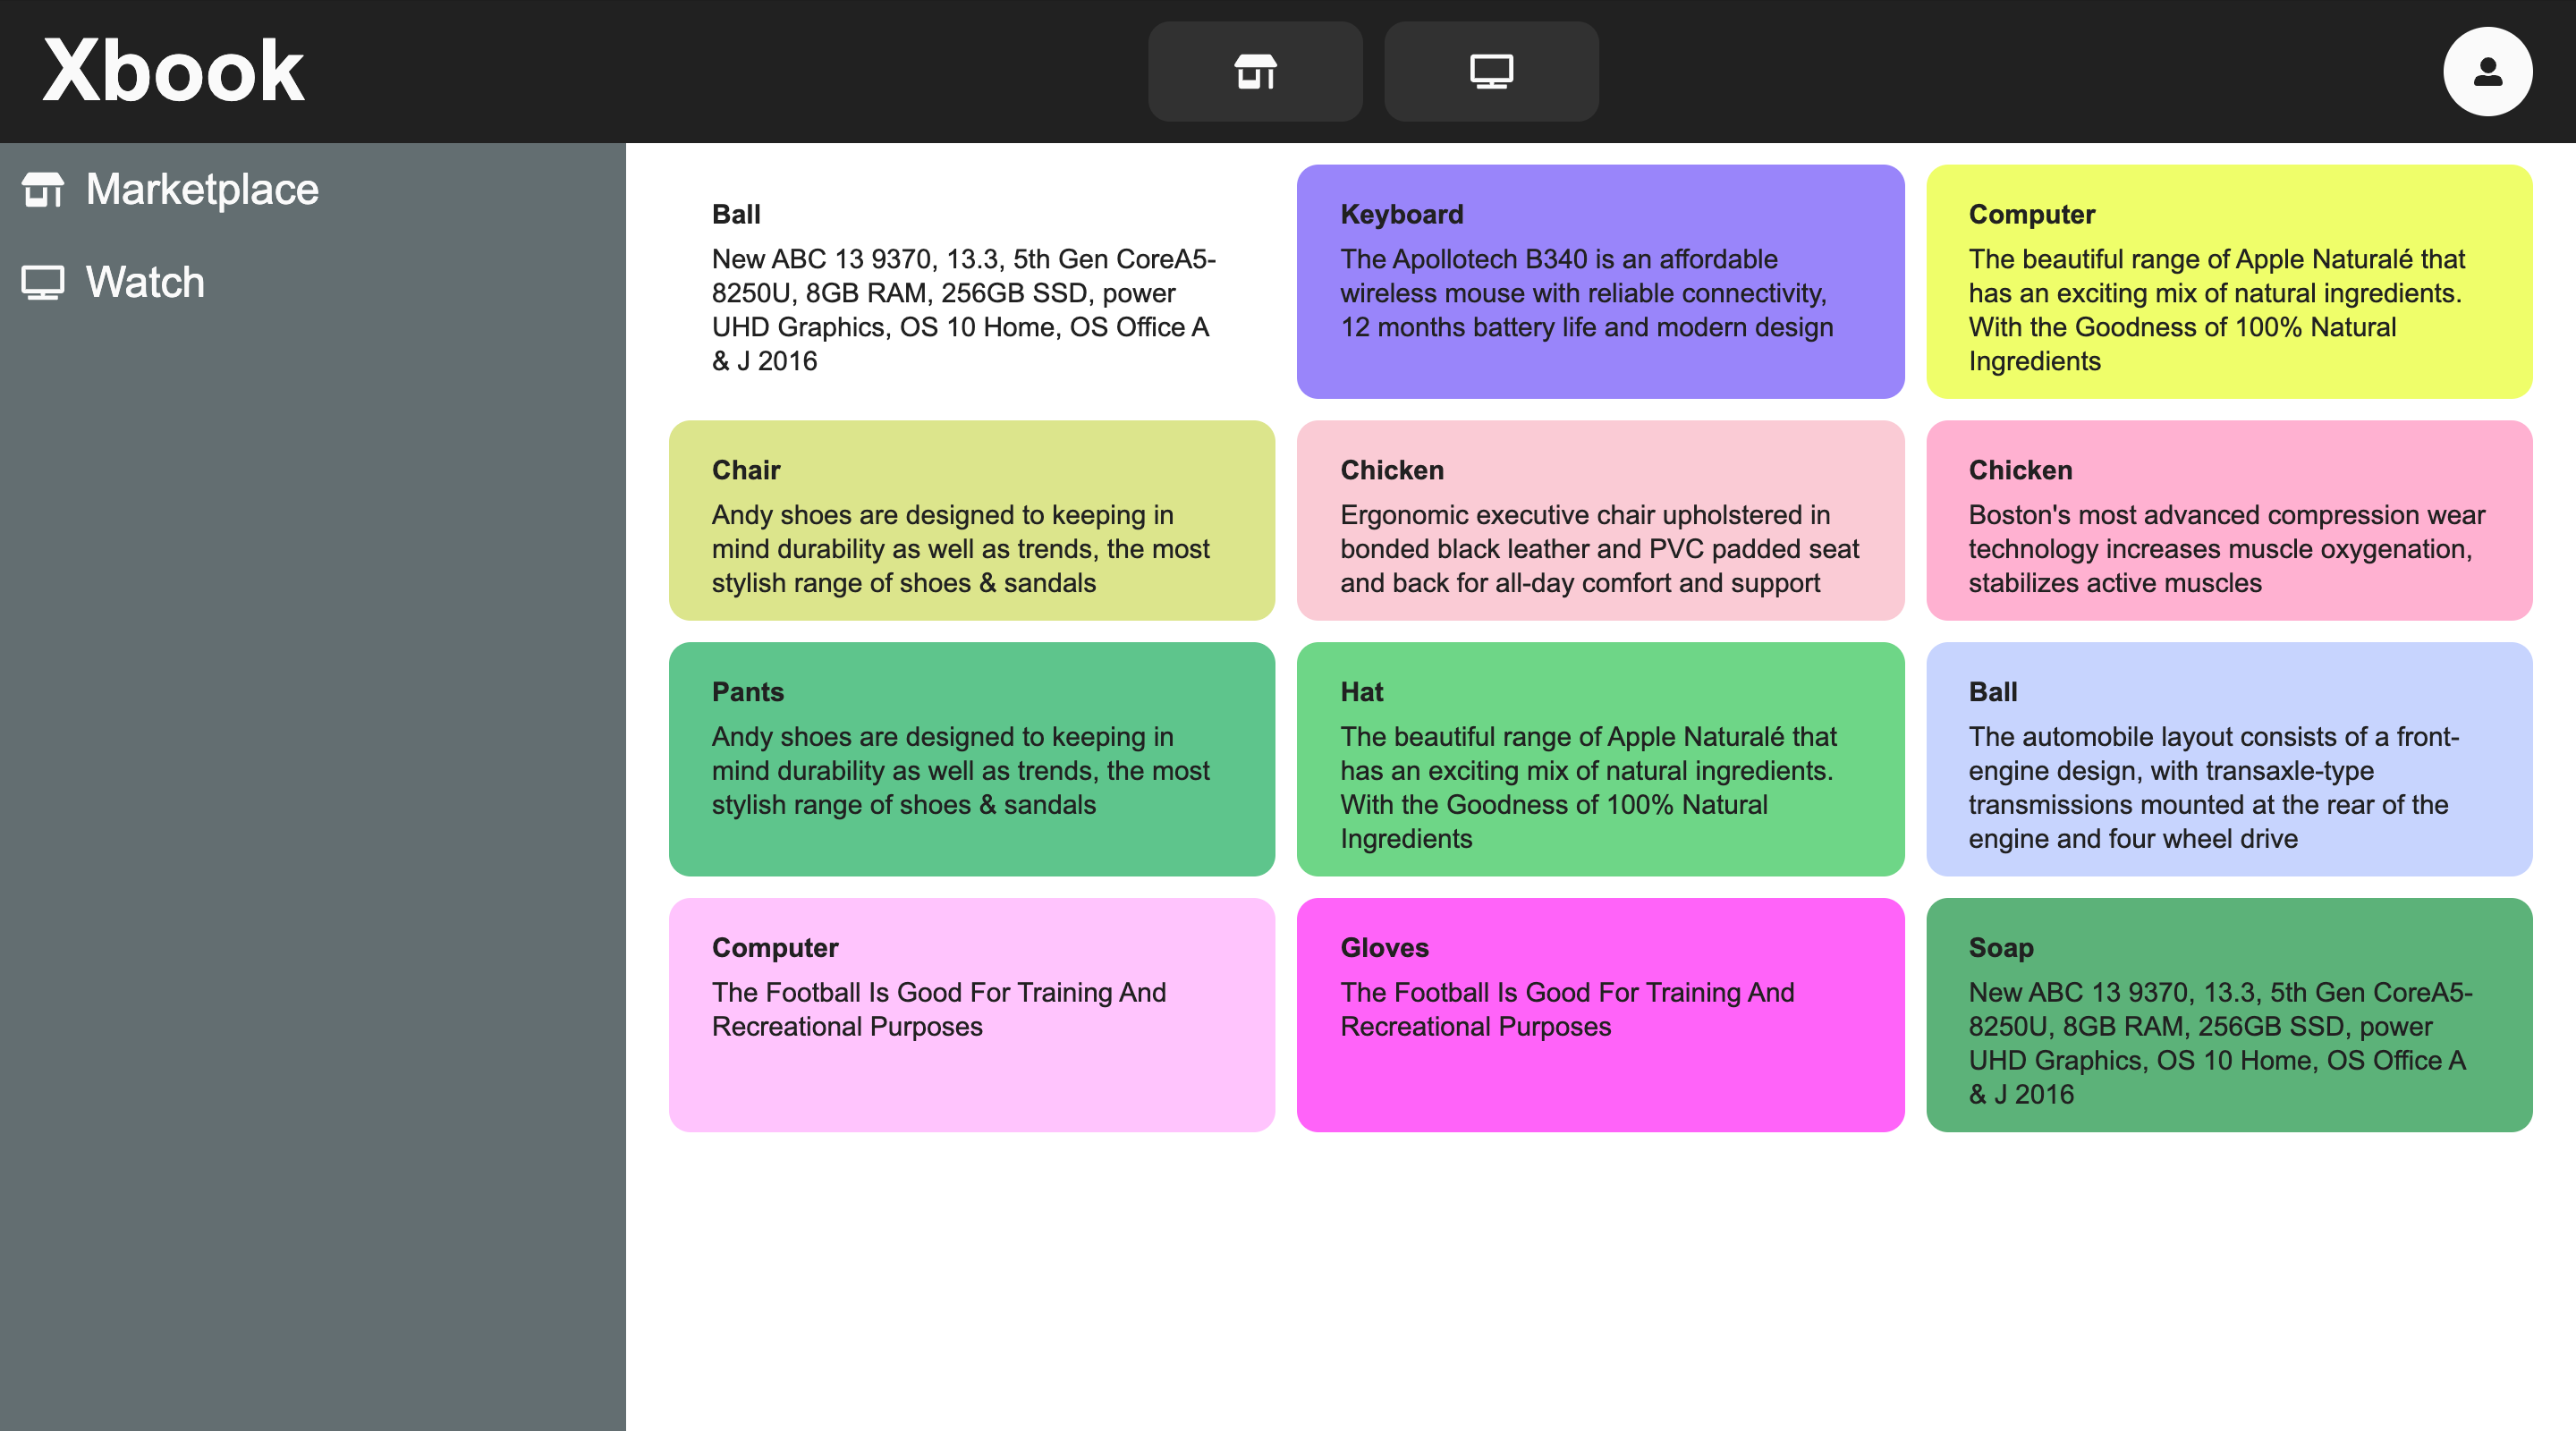 Xbook
Marketplace
Watch
Ball
New ABC 13 9370, 13.3, 5th Gen CoreA5-
8250U, 8GB RAM, 256GB SSD, power
UHD Graphics, OS 10 Home, OS Office A
& J 2016
Keyboard
The Apollotech B340 is an affordable
wireless mouse with reliable connectivity,
12 months battery life and modern design
Computer
The beautiful range of Apple Naturalé that
has an exciting mix of natural ingredients.
With the Goodness of 100% Natural
Ingredients
Chair
Andy shoes are designed to keeping in
mind durability as well as trends, the most
stylish range of shoes & sandals
Chicken
Ergonomic executive chair upholstered in
bonded black leather and PVC padded seat
and back for all-day comfort and support
Chicken
Boston's most advanced compression wear
technology increases muscle oxygenation,
stabilizes active muscles
Pants
Andy shoes are designed to keeping in
mind durability as well as trends, the most
stylish range of shoes & sandals
Hat
The beautiful range of Apple Naturalé that
has an exciting mix of natural ingredients.
With the Goodness of 100% Natural
Ingredients
Ball
The automobile layout consists of a front-
engine design, with transaxle-type
transmissions mounted at the rear of the
engine and four wheel drive
Computer
The Football Is Good For Training And
Recreational Purposes
Gloves
The Football Is Good For Training And
Recreational Purposes
Soap
New ABC 13 9370, 13.3, 5th Gen CoreA5-
8250U, 8GB RAM, 256GB SSD, power
UHD Graphics, OS 10 Home, OS Office A
& J 2016